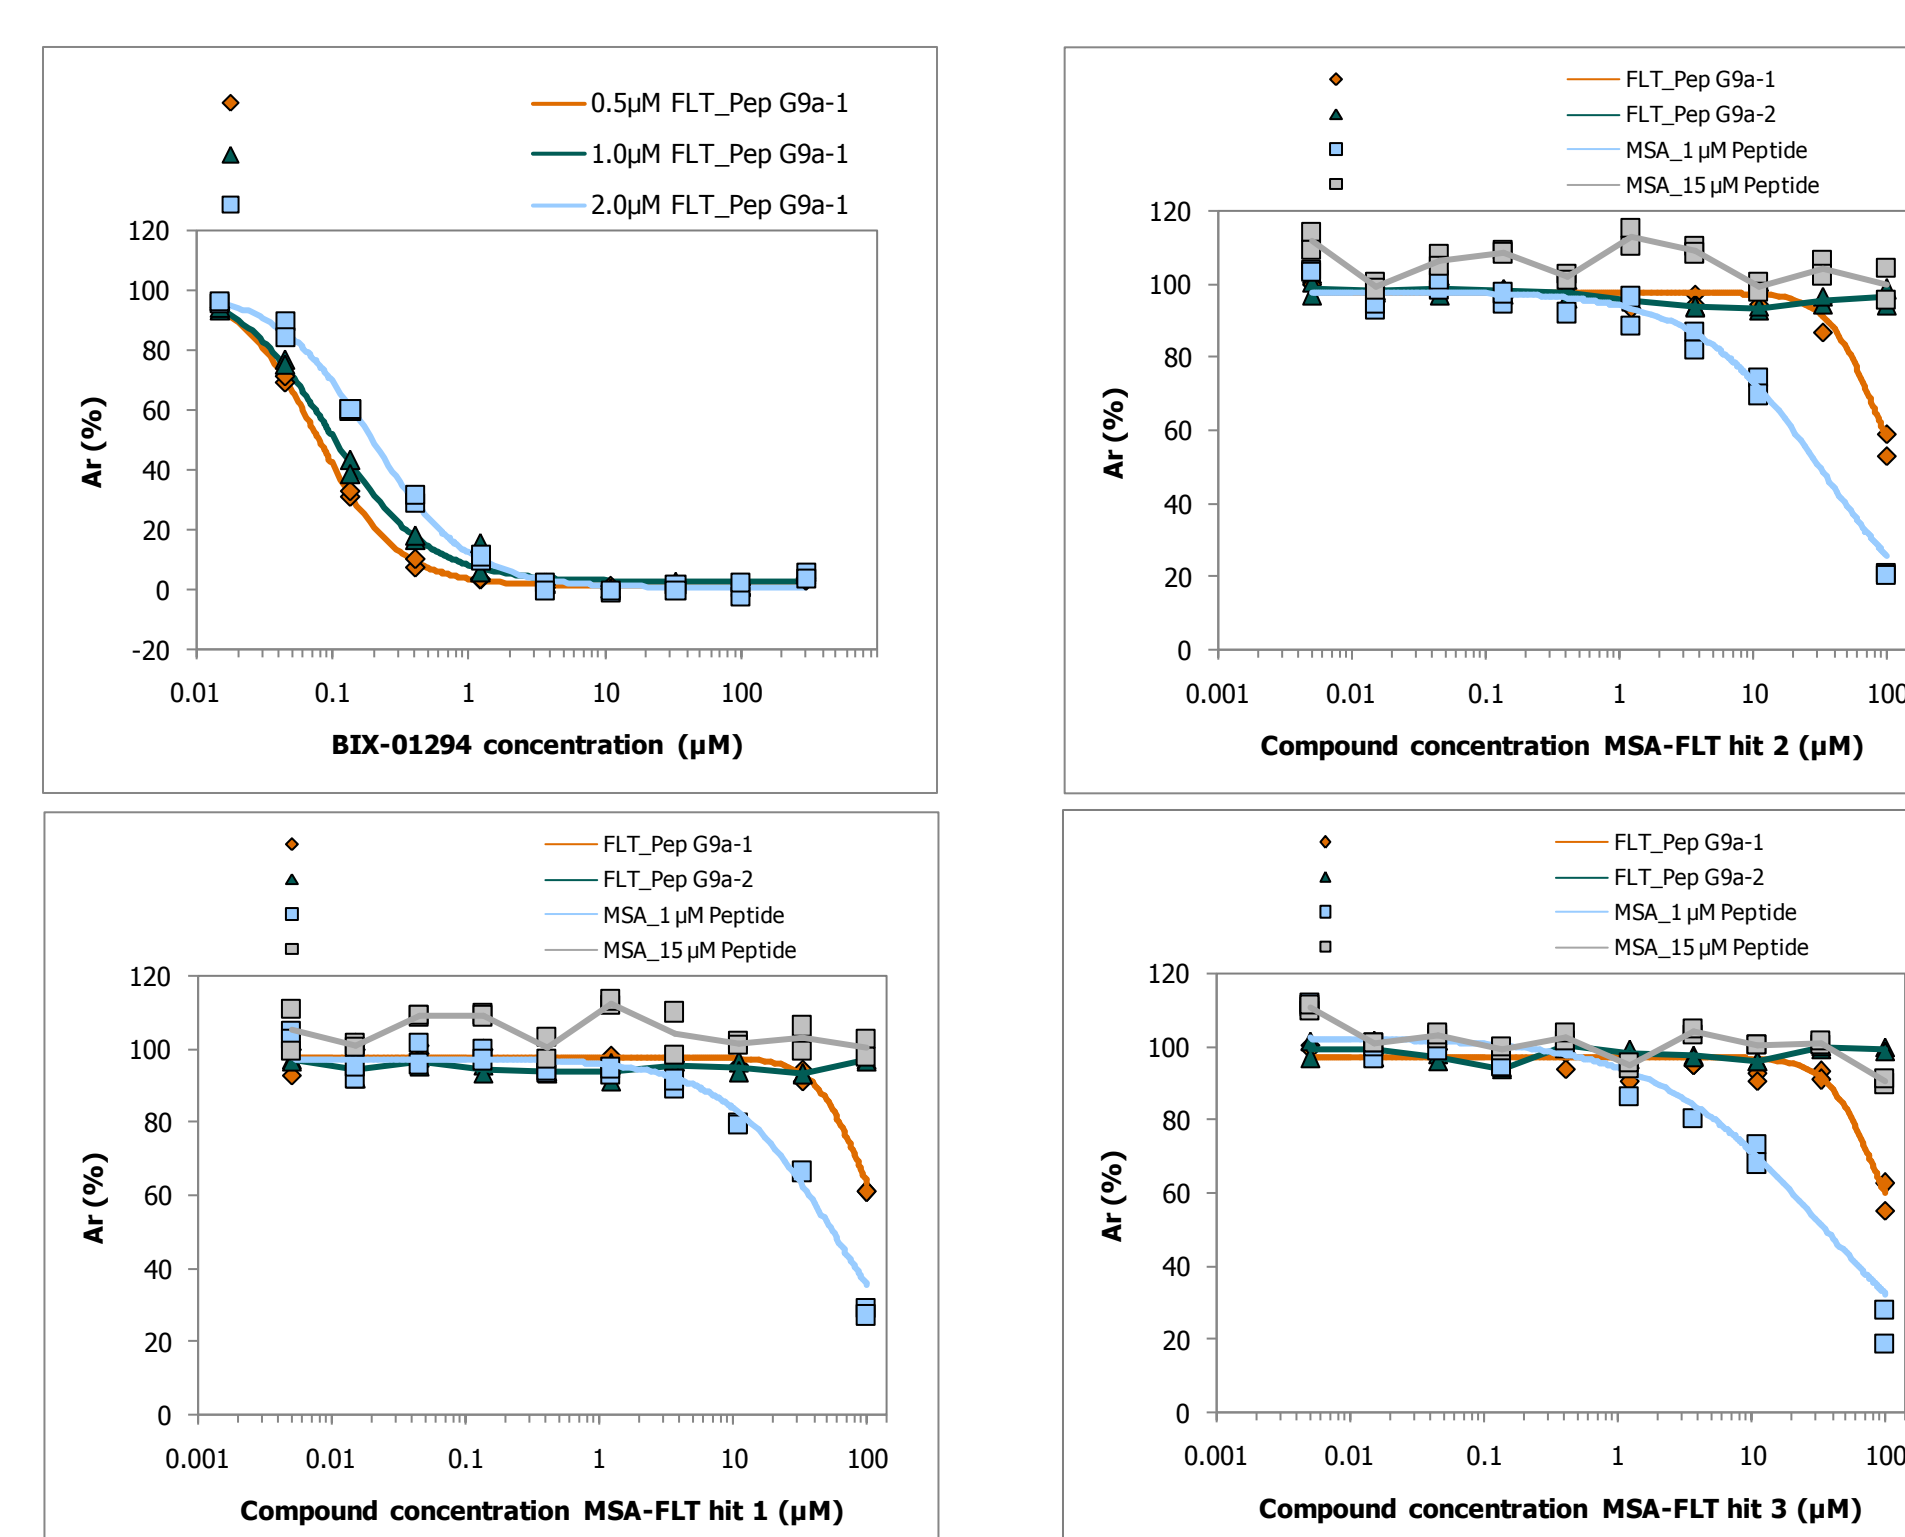 0.5µM FLT_Pep G9a-1
1.0µM FLT_Pep G9a-1
2.0µM FLT_Pep G9a-1
120
100
80
60
40
20
0
-20
Ar (%)
0.01 0.1 1 10 100
BIX-01294 concentration (µM)
FLT_Pep G9a-1
FLT_Pep G9a-2
MSA_1 µM Peptide
MSA_15 µM Peptide
120
100
80
60
40
20
0
Ar (%)
0.001 0.01 0.1 1 10 100
Compound concentration MSA-FLT hit 2 (µM)
FLT_Pep G9a-1
FLT_Pep G9a-2
MSA_1 µM Peptide
MSA_15 µM Peptide
120
100
80
60
40
20
0
Ar (%)
0.001 0.01 0.1 1 10 100
Compound concentration MSA-FLT hit 1 (µM)
FLT_Pep G9a-1
FLT_Pep G9a-2
MSA_1 µM Peptide
MSA_15 µM Peptide
120
100
80
60
40
20
0
Ar (%)
0.001 0.01 0.1 1 10 100
Compound concentration MSA-FLT hit 3 (µM)